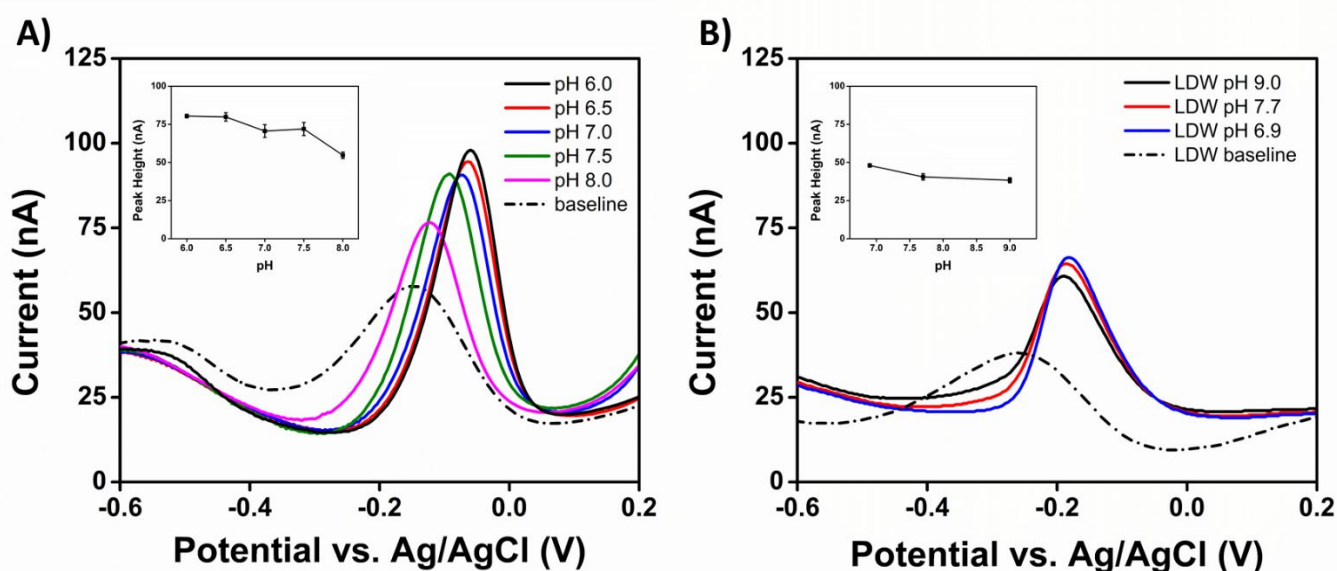 A)
125
100
75
50
25
0
Current (nA)
-0.6
-0.4
-0.2
0.0
0.2
Potential vs. Ag/AgCl (V)
pH 6.0
pH 6.5
pH 7.0
pH 7.5
pH 8.0
baseline
100
75
50
25
0
Peak Height (nA)
6.0
6.5
7.0
7.5
8.0
pH
B)
125
100
75
50
25
0
Current (nA)
-0.6
-0.4
-0.2
0.0
0.2
Potential vs. Ag/AgCl (V)
LDW pH 9.0
LDW pH 7.7
LDW pH 6.9
LDW baseline
100
75
50
25
0
Peak Height (nA)
7.0
7.5
8.0
8.5
9.0
pH